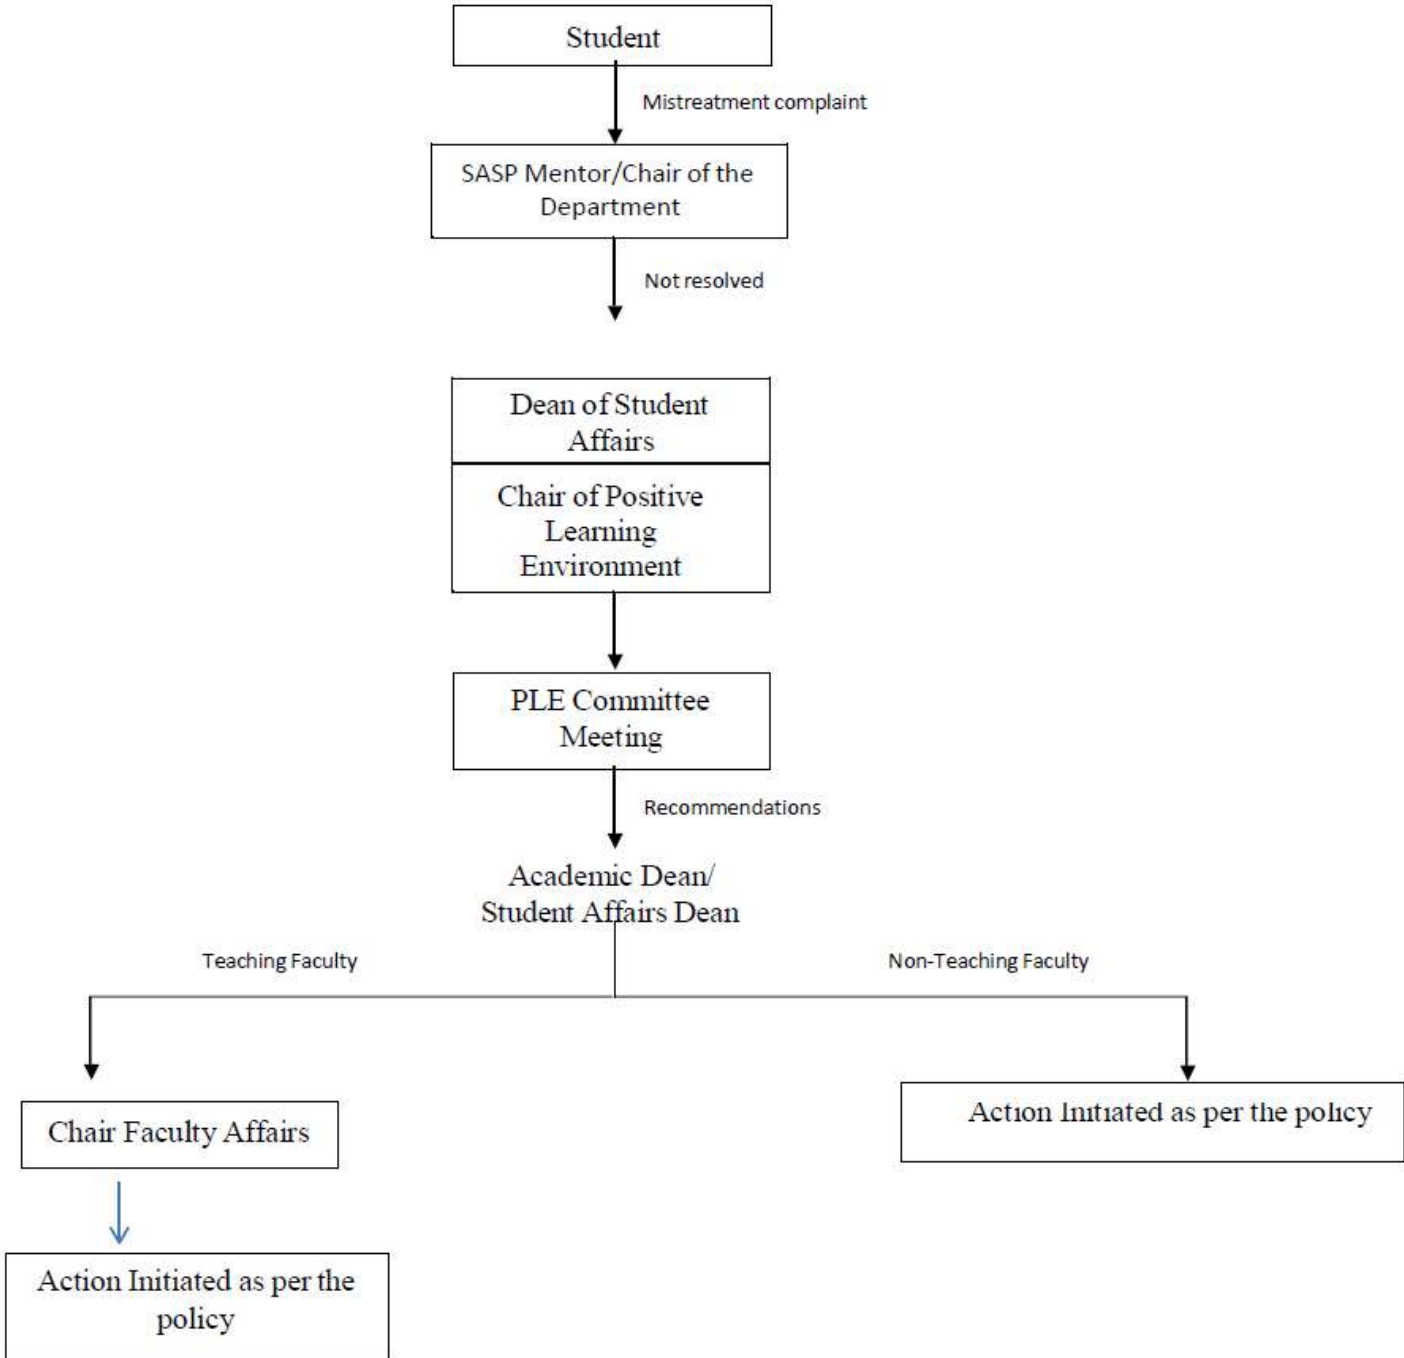 Student
Mistreatment complaint
SASP Mentor/Chair of the
Department
Not resolved
Dean of Student
Affairs
Chair of Positive
Learning
Environment
PLE Committee
Meeting
Recommendations
Academic Dean/
Student Affairs Dean
Teaching Faculty
Non-Teaching Faculty
Chair Faculty Affairs
Action Initiated as per the policy
Action Initiated as per the
policy